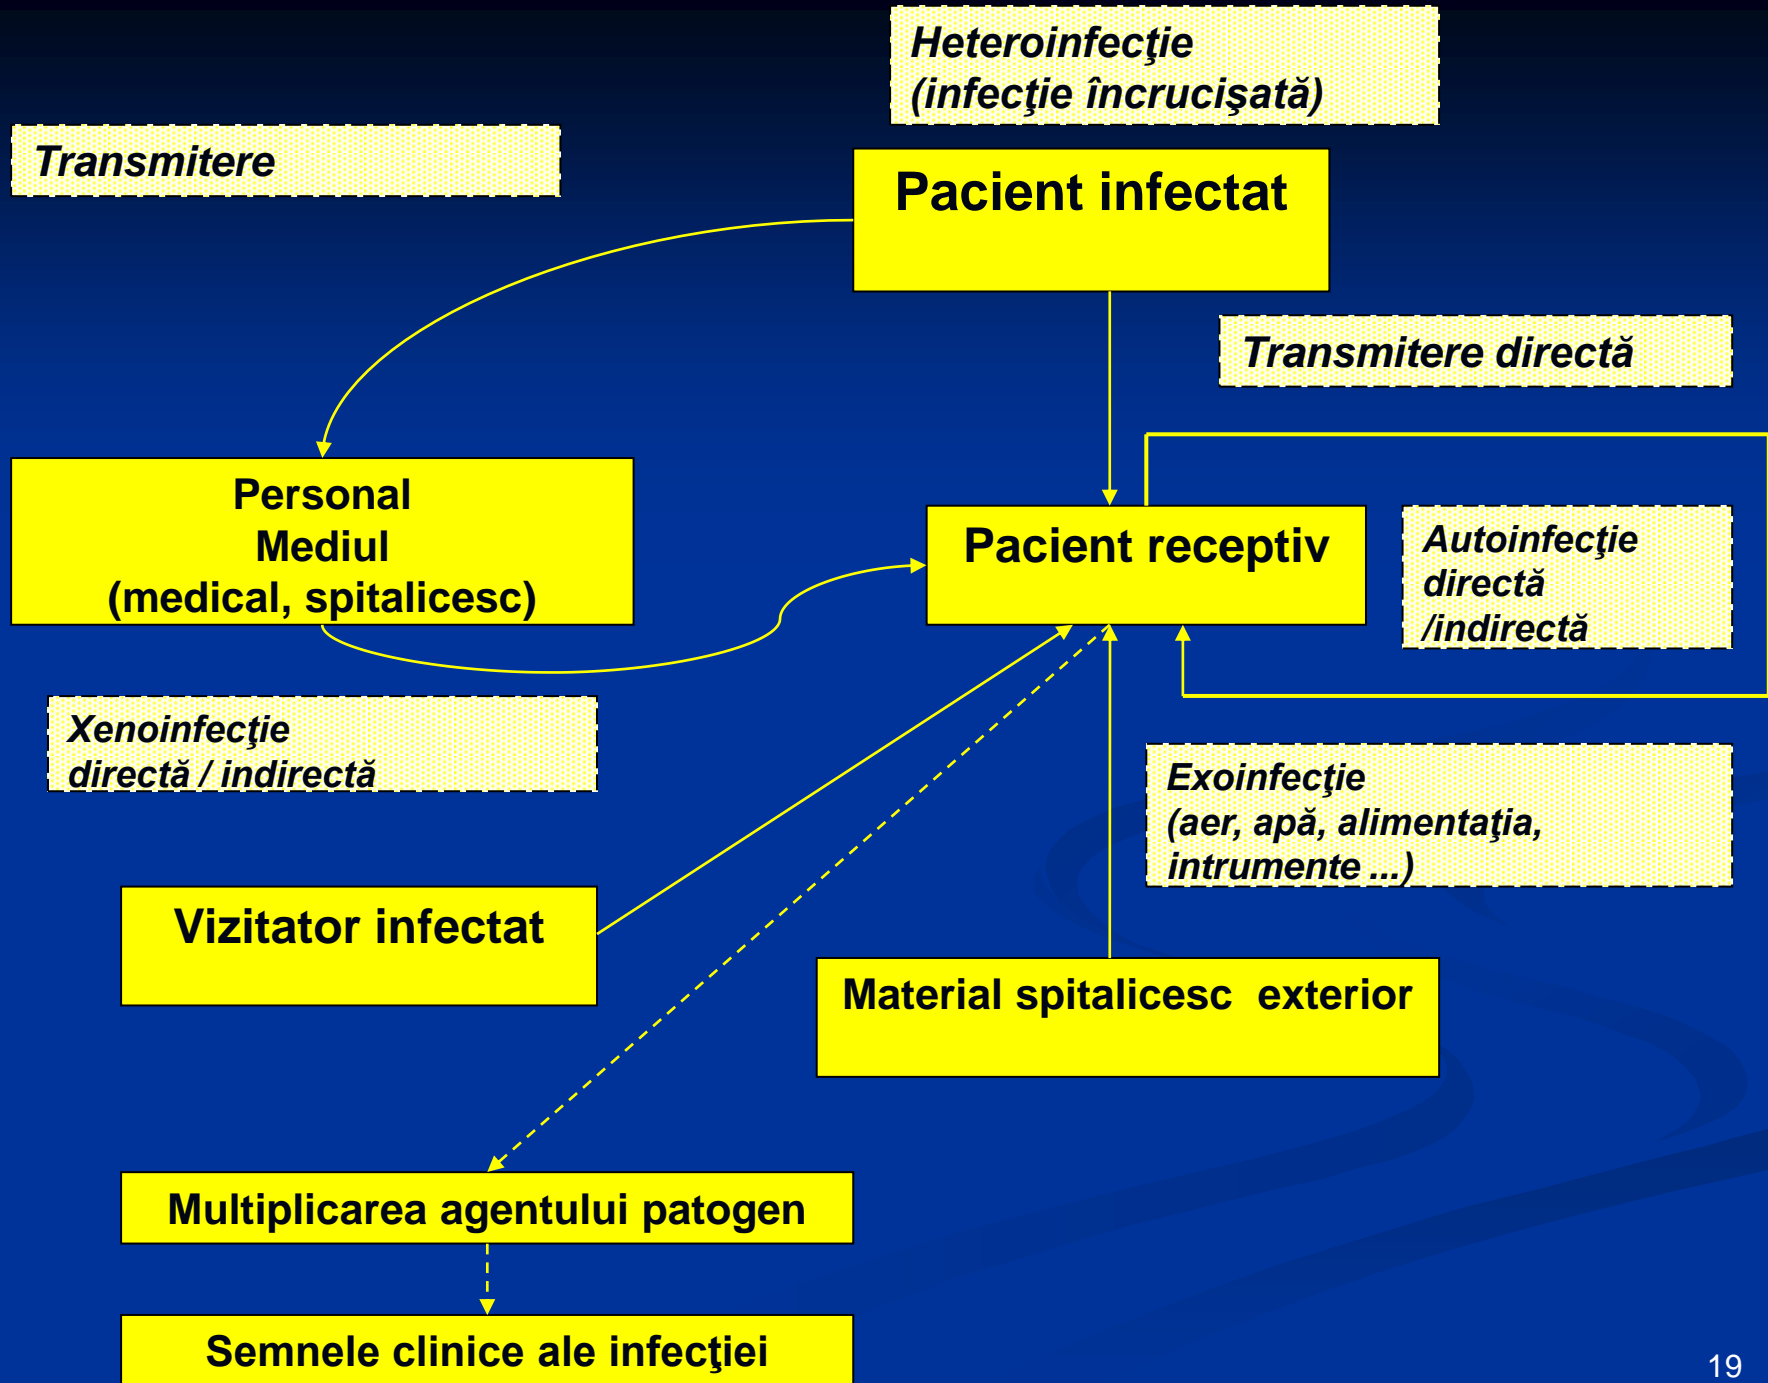 Heteroinfecţie
(infecţie încrucişată)
Transmitere
Pacient infectat
Transmitere directă
Personal
Mediul
(medical, spitalicesc)
Pacient receptiv
Autoinfecţie
directă
/indirectă
Xenoinfecţie
directă / indirectă
Exoinfecţie
(aer, apă, alimentaţia,
intrumente ...)
Vizitator infectat
Material spitalicesc exterior
Multiplicarea agentului patogen
Semnele clinice ale infecţiei
19